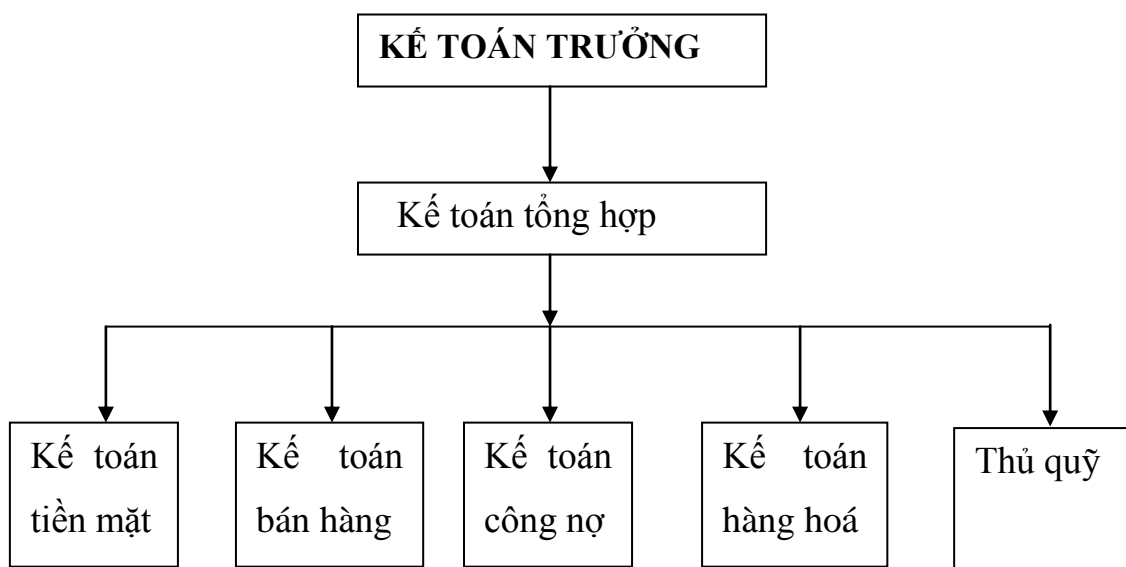 KẾ TOÁN TRƯỞNG
Kế toán tổng hợp
Kế toán
tiền mặt
Kế toán
bán hàng
Kế toán
công nợ
Kế toán
hàng hoá
Thủ quỹ